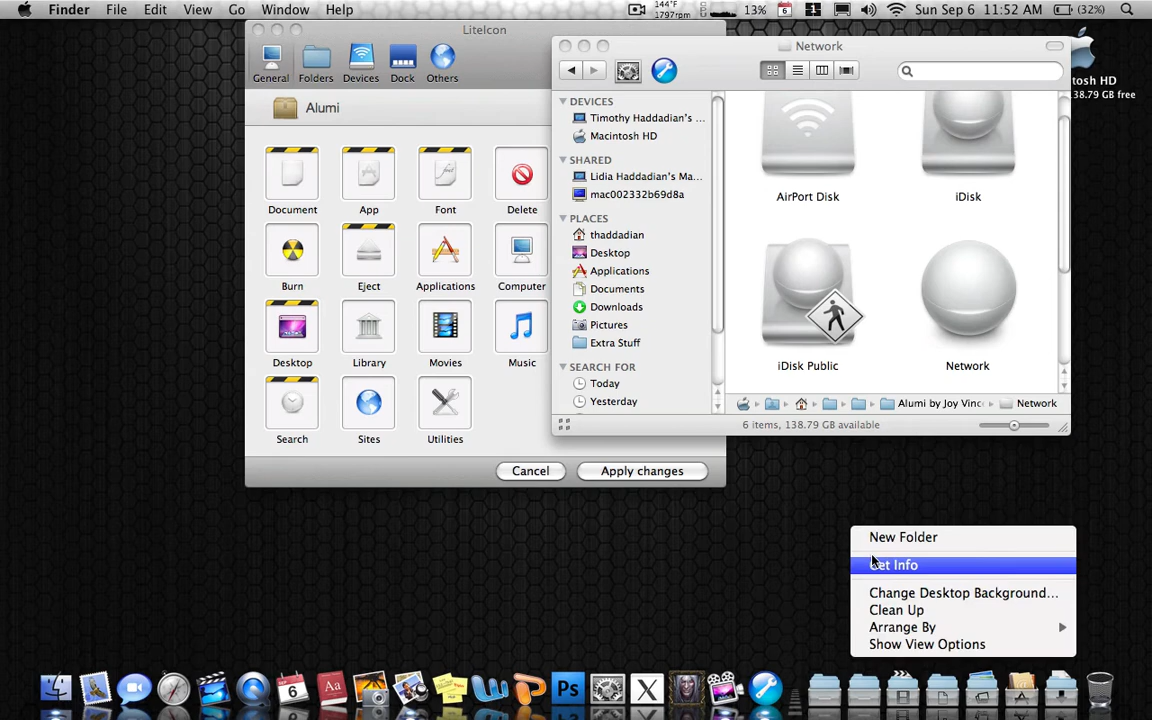 Finder File Edit View Go Window Help 144°F 1797rpm 13% 6 1 Sun Sep 6 11:52 AM (32%)
LiteIcon
General Folders Devices Dock Others
Alumi
Document App Font Delete
Burn Eject Applications Computer
Desktop Library Movies Music
Search Sites Utilities
Cancel Apply changes
Network
DEVICES
Timothy Haddadian's ...
Macintosh HD
SHARED
Lidia Haddadian's Ma...
mac002332b69d8a
PLACES
thaddadian
Desktop
Applications
Documents
Downloads
Pictures
Extra Stuff
SEARCH FOR
Today
Yesterday
AirPort Disk iDisk
iDisk Public Network
Alumi by Joy Vinc Network
6 items, 138.79 GB available
tosh HD
38.79 GB free
New Folder
Get Info
Change Desktop Background...
Clean Up
Arrange By
Show View Options
6 Aa W P Ps X